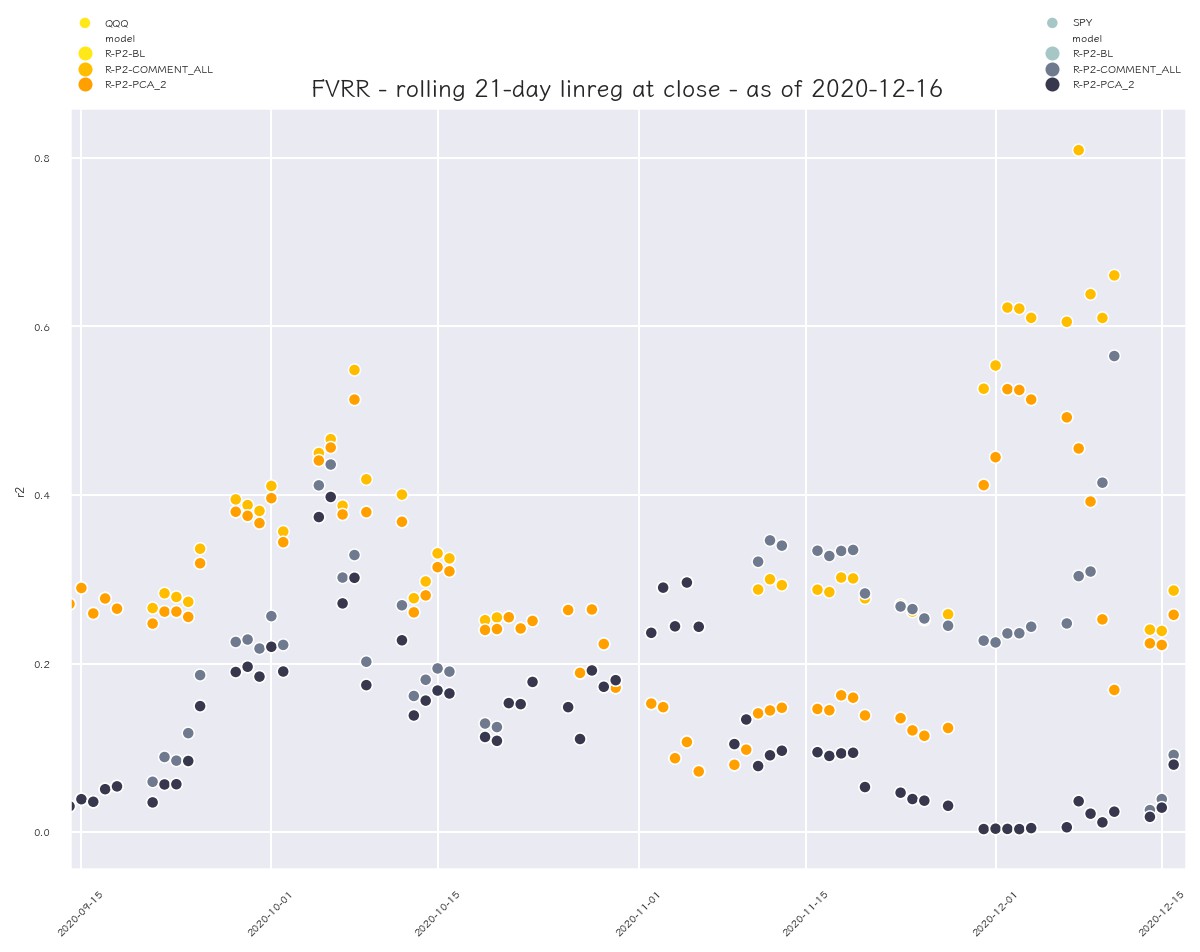 QQQ
model
R-P2-BL
R-P2-COMMENT_ALL
R-P2-PCA_2
SPY
model
R-P2-BL
R-P2-COMMENT_ALL
R-P2-PCA_2
FVRR - rolling 21-day linreg at close - as of 2020-12-16
0.8
0.6
0.4
0.2
0.0
r2
2020-09-15
2020-10-01
2020-10-15
2020-11-01
2020-11-15
2020-12-01
2020-12-15